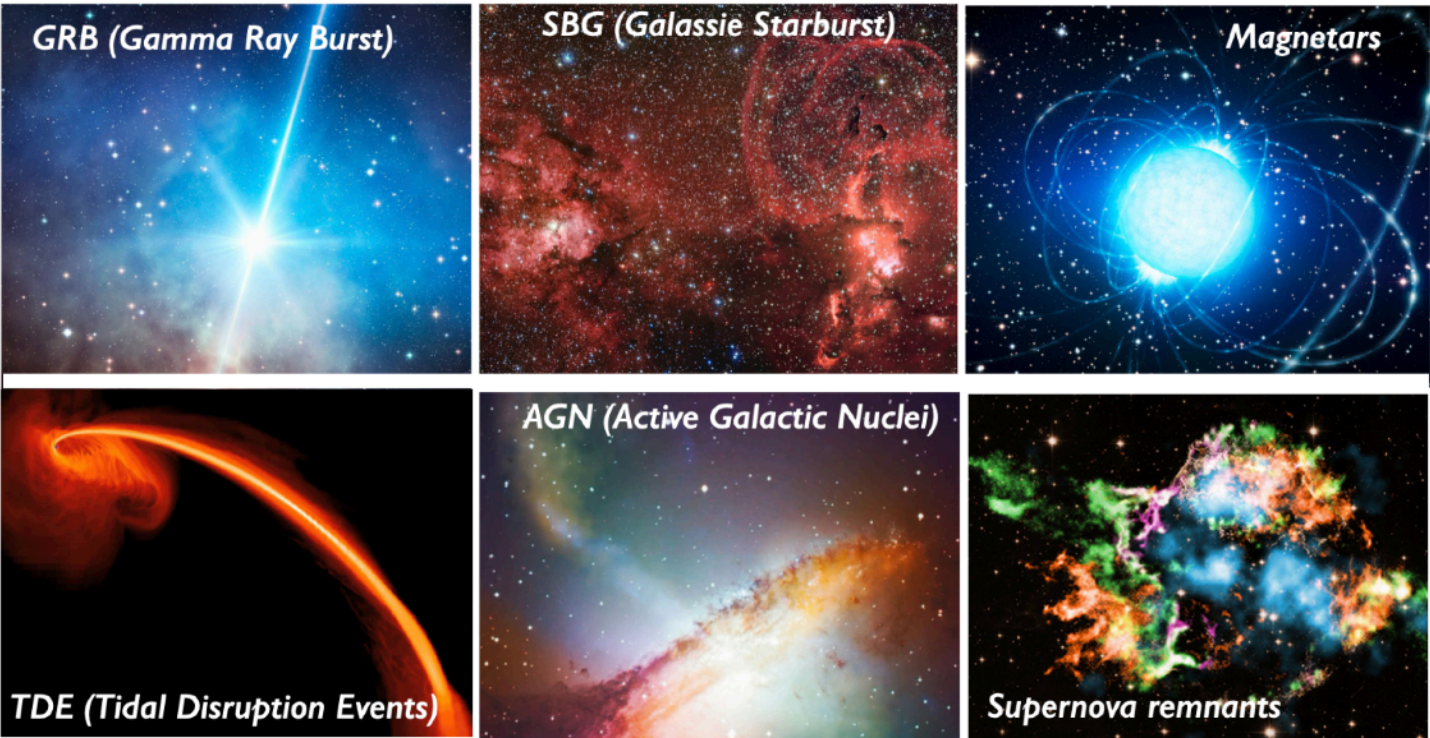 GRB (Gamma Ray Burst)
SBG (Galassie Starburst)
Magnetars
TDE (Tidal Disruption Events)
AGN (Active Galactic Nuclei)
Supernova remnants